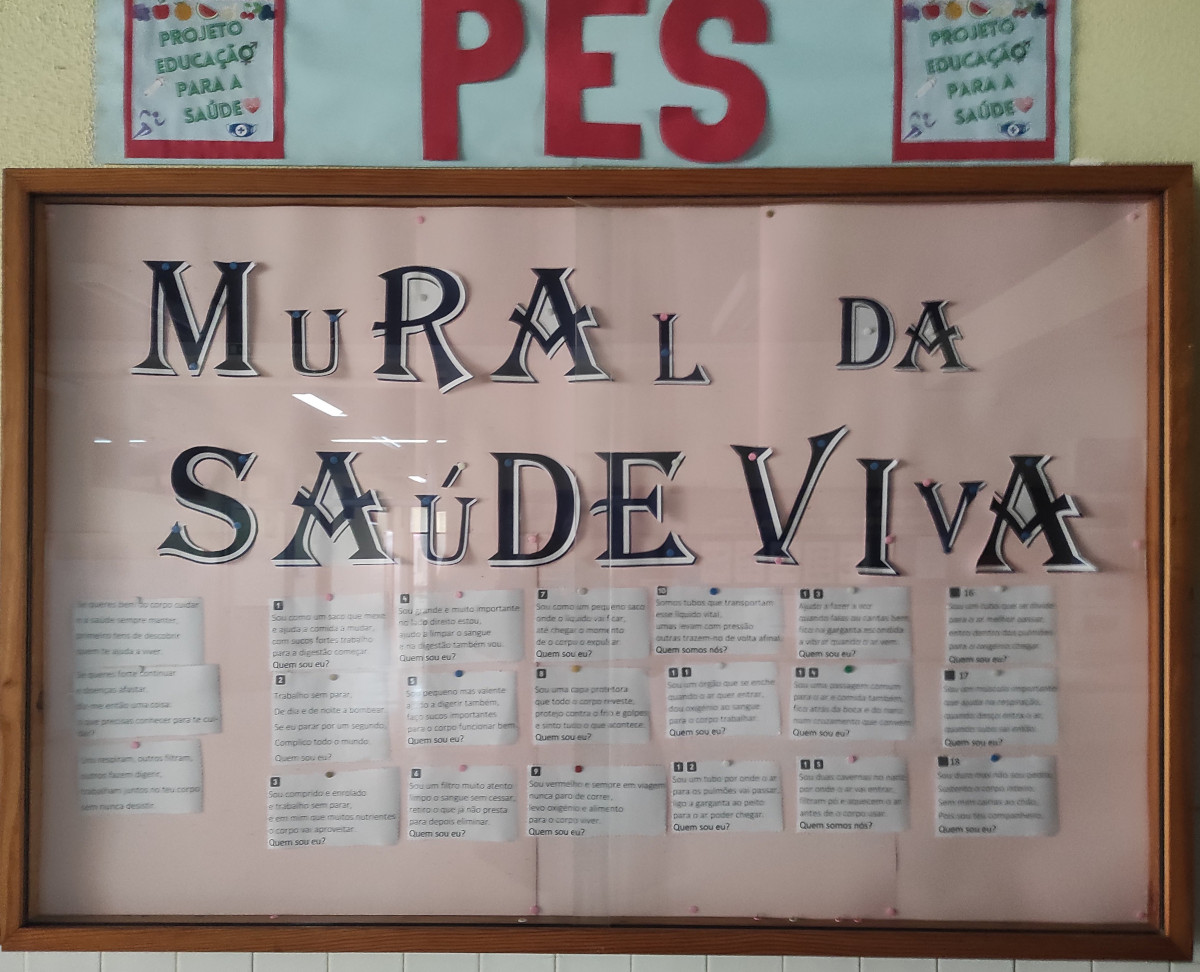 PROJETO
EDUCAÇÃO
PARA A
SAÚDE
PES
PROJETO
EDUCAÇÃO
PARA A
SAÚDE
MuRAL DA
SAÚDE VIVA
Se queres bem do corpo cuidar
e a saúde sempre manter,
primeiro tens de descobrir
quem te ajuda a viver.
Se queres forte continuar
e doenças afastar,
diz-me então uma coisa:
o que precisas conhecer para te cui-
dar?
Uns respiram, outros filtram,
outros fazem digerir,
trabalham juntos no teu corpo
sem nunca desistir.
1
Sou como um saco que mexe
e ajuda a comida a mudar,
com sucos fortes trabalho
para a digestão começar.
Quem sou eu?
2
Trabalho sem parar,
De dia e de noite a bombear.
Se eu parar por um segundo,
Complico todo o mundo.
Quem sou eu?
3
Sou comprido e enrolado
e trabalho sem parar,
e em mim que muitos nutrientes
o corpo vai aproveitar.
Quem sou eu?
4
Sou grande e muito importante
no lado direito estou,
ajudo a limpar o sangue
e na digestão também vou.
Quem sou eu?
5
Sou pequeno mas valente
ajudo a digerir também,
faço sucos importantes
para o corpo funcionar bem.
Quem sou eu?
6
Sou um filtro muito atento
limpo o sangue sem cessar,
retiro o que já não presta
para depois eliminar.
Quem sou eu?
7
Sou como um pequeno saco
onde o líquido vai ficar,
até chegar o momento
de o corpo o expulsar
Quem sou eu?
8
Sou uma capa protetora
que todo o corpo reveste,
protejo contra o frio e golpes
e sinto tudo o que acontece.
Quem sou eu?
9
Sou vermelho e sempre em viagem
nunca paro de correr,
levo oxigénio e alimento
para o corpo viver.
Quem sou eu?
10
Somos tubos que transportam
esse líquido vital,
umas levam com pressão
outras trazem-no de volta afinal.
Quem somos nós?
11
Sou um órgão que se enche
quando o ar quer entrar,
dou oxigénio ao sangue
para o corpo trabalhar.
Quem sou eu?
12
Sou um tubo por onde o ar
para os pulmões vai passar,
ligo a garganta ao peito
para o ar poder chegar.
Quem sou eu?
13
Ajudo a fazer a voz
quando falas ou cantas bem,
fico na garganta escondida
a vibrar quando o ar vem.
Quem sou eu?
14
Sou uma passagem comum
para o ar e comida também,
fico atrás da boca e do nariz
num cruzamento que convém.
Quem sou eu?
15
Sou duas cavernas no nariz
por onde o ar vai entrar,
filtram pó e aquecem o ar
antes de o corpo usar.
Quem somos nós?
16
Sou um tubo que se divide
para o ar melhor passar,
entro dentro dos pulmões
para o oxigénio chegar.
Quem sou eu?
17
Sou um músculo importante
que ajuda na respiração,
quando desço entra o ar,
quando subo sai então.
Quem sou eu?
18
Sou duro mas não sou pedra,
Sustento o corpo inteiro.
Sem mim cairias ao chão,
Pois sou teu companheiro.
Quem sou eu?